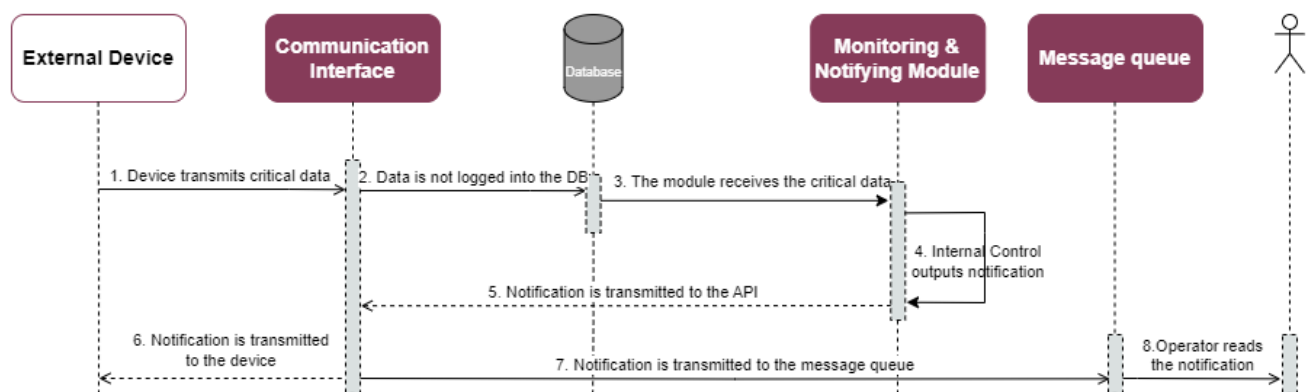 External Device
Communication
Interface
Database
Monitoring &
Notifying Module
Message queue
1. Device transmits critical data
2. Data is not logged into the DB
3. The module receives the critical data
4. Internal Control
outputs notification
5. Notification is transmitted to the API
6. Notification is transmitted
to the device
7. Notification is transmitted to the message queue
8.Operator reads
the notification